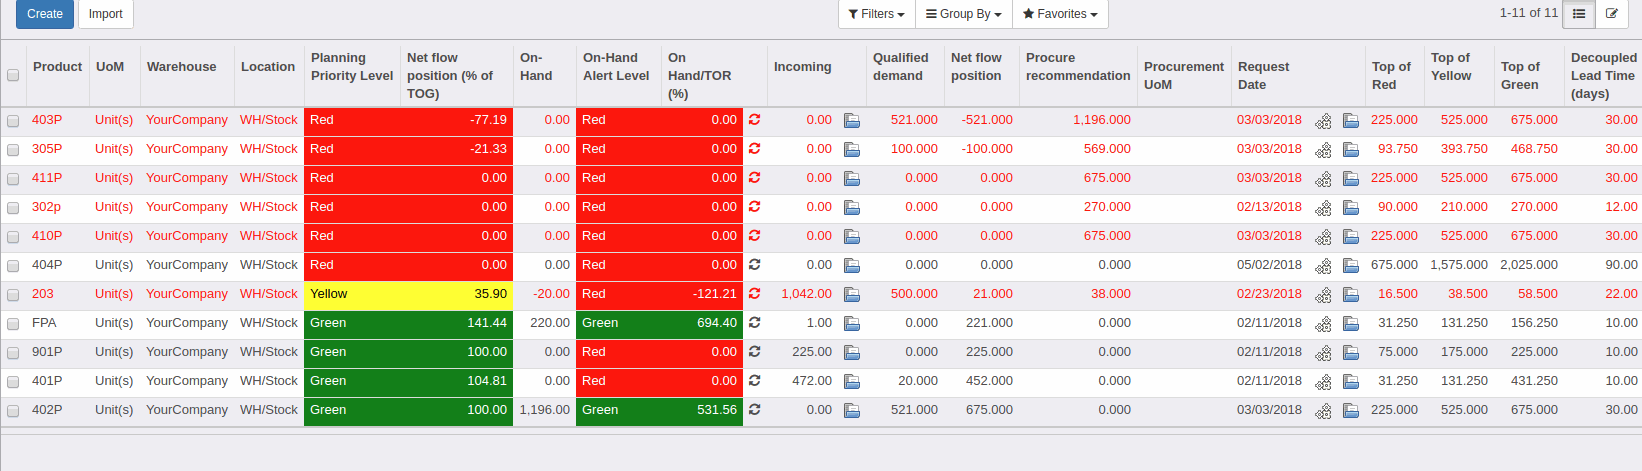 Create Import Filters Group By Favorites 1-11 of 11
Product UoM Warehouse Location Planning Priority Level Net flow position (% of TOG) On-Hand On-Hand Alert Level On Hand/TOR (%) Incoming Qualified demand Net flow position Procure recommendation Procurement UoM Request Date Top of Red Top of Yellow Top of Green Decoupled Lead Time (days)
403P Unit(s) YourCompany WH/Stock Red -77.19 0.00 Red 0.00 0.00 521.000 -521.000 1,196.000 03/03/2018 225.000 525.000 675.000 30.00
305P Unit(s) YourCompany WH/Stock Red -21.33 0.00 Red 0.00 0.00 100.000 -100.000 569.000 03/03/2018 93.750 393.750 468.750 30.00
411P Unit(s) YourCompany WH/Stock Red 0.00 0.00 Red 0.00 0.00 0.000 0.000 675.000 03/03/2018 225.000 525.000 675.000 30.00
302p Unit(s) YourCompany WH/Stock Red 0.00 0.00 Red 0.00 0.00 0.000 0.000 270.000 02/13/2018 90.000 210.000 270.000 12.00
410P Unit(s) YourCompany WH/Stock Red 0.00 0.00 Red 0.00 0.00 0.000 0.000 675.000 03/03/2018 225.000 525.000 675.000 30.00
404P Unit(s) YourCompany WH/Stock Red 0.00 0.00 Red 0.00 0.00 0.000 0.000 0.000 05/02/2018 675.000 1,575.000 2,025.000 90.00
203 Unit(s) YourCompany WH/Stock Yellow 35.90 -20.00 Red -121.21 1,042.00 500.000 21.000 38.000 02/23/2018 16.500 38.500 58.500 22.00
FPA Unit(s) YourCompany WH/Stock Green 141.44 220.00 Green 694.40 1.00 0.000 221.000 0.000 02/11/2018 31.250 131.250 156.250 10.00
901P Unit(s) YourCompany WH/Stock Green 100.00 0.00 Red 0.00 225.00 0.000 225.000 0.000 02/11/2018 75.000 175.000 225.000 10.00
401P Unit(s) YourCompany WH/Stock Green 104.81 0.00 Red 0.00 472.00 20.000 452.000 0.000 02/11/2018 31.250 131.250 431.250 10.00
402P Unit(s) YourCompany WH/Stock Green 100.00 1,196.00 Green 531.56 0.00 521.000 675.000 0.000 03/03/2018 225.000 525.000 675.000 30.00